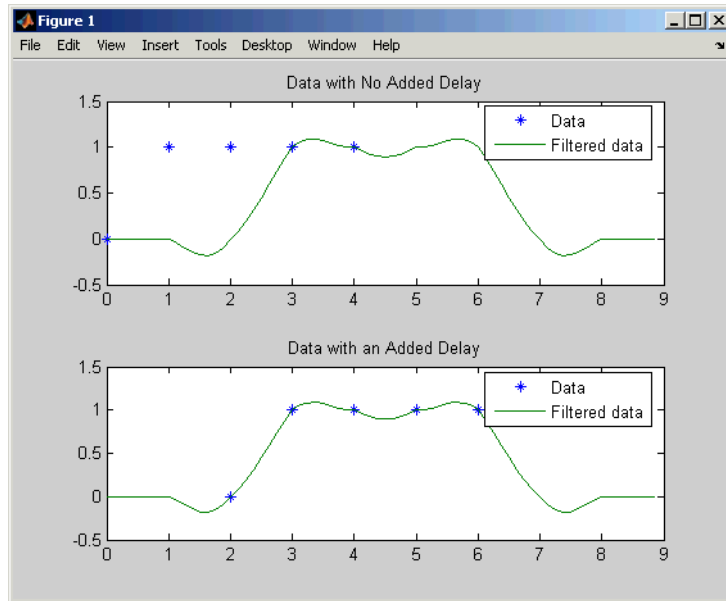 Figure 1
File Edit View Insert Tools Desktop Window Help
Data with No Added Delay
1.5
1
0.5
0
-0.5
0 1 2 3 4 5 6 7 8 9
Data
Filtered data
Data with an Added Delay
1.5
1
0.5
0
-0.5
0 1 2 3 4 5 6 7 8 9
Data
Filtered data